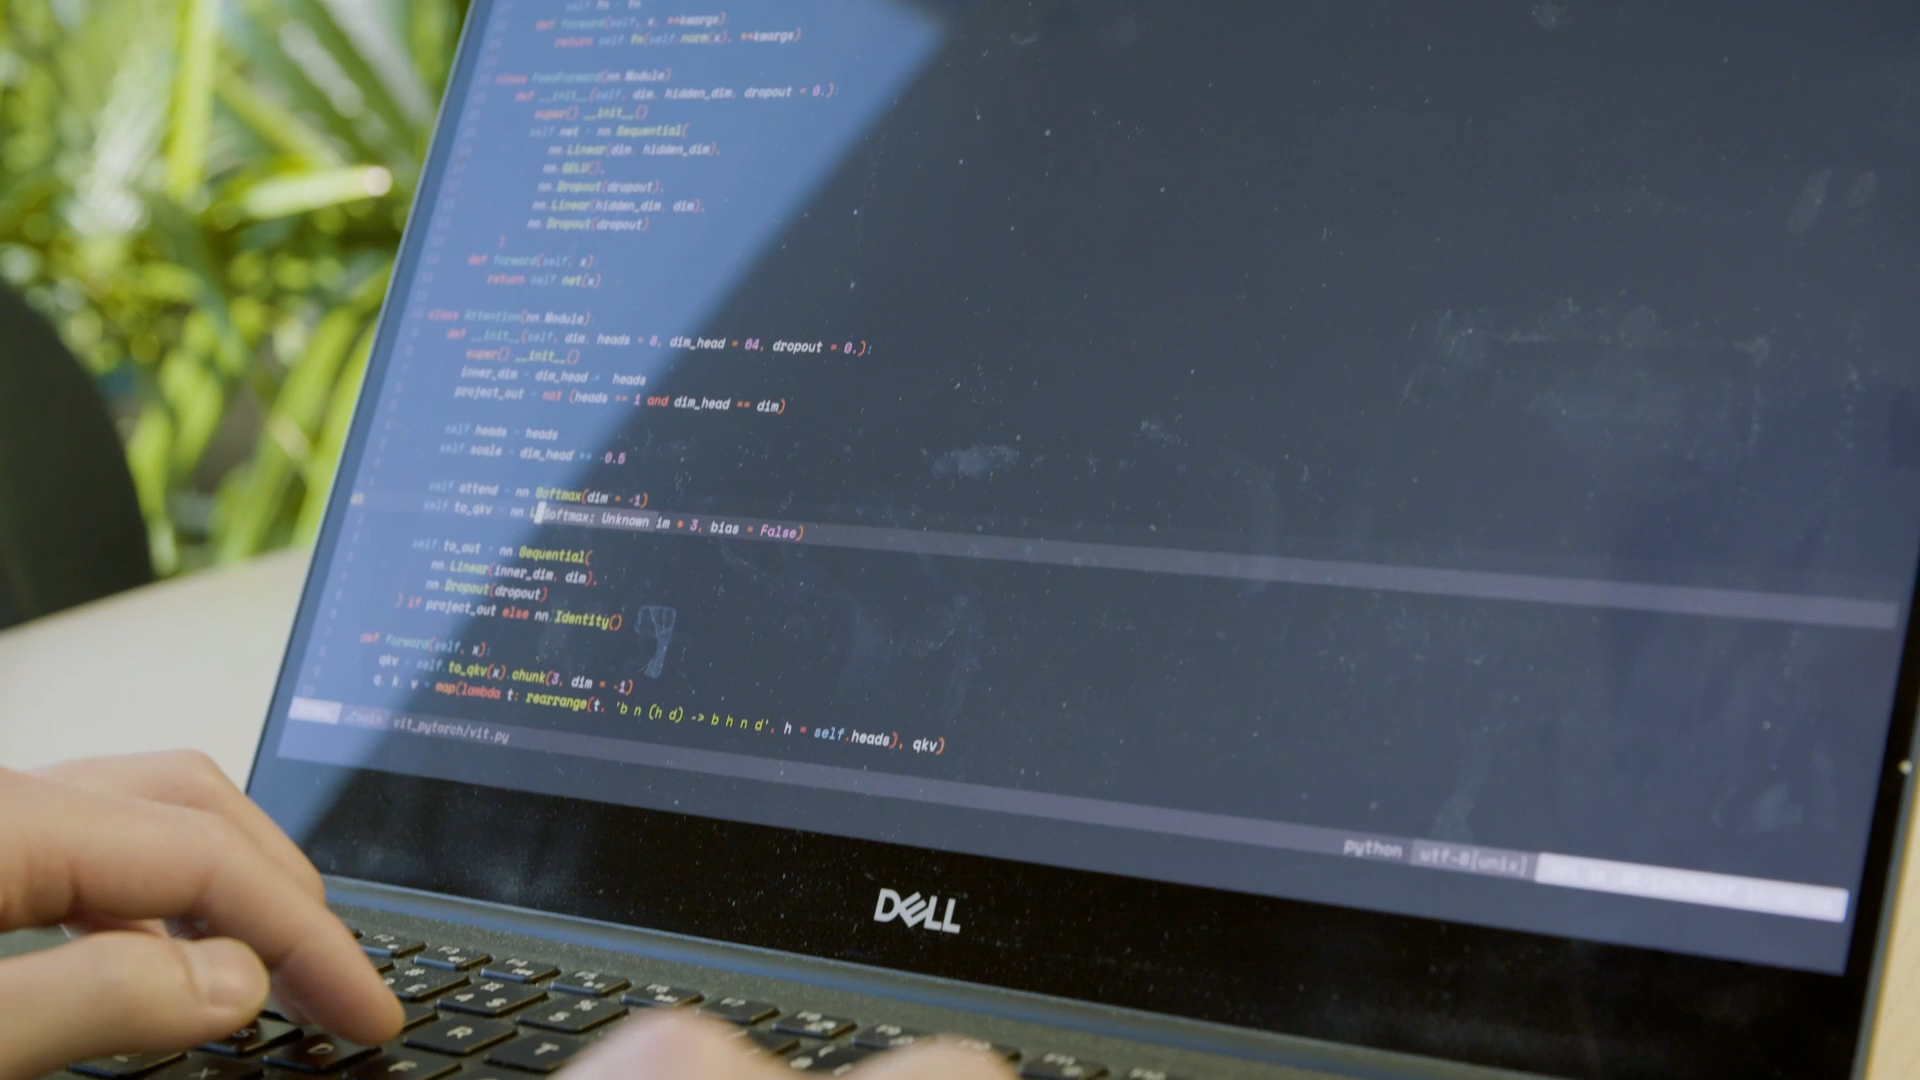 self.fn = fn
def forward(self, x, **kwargs):
return self.fn(self.norm(x), **kwargs)
class FeedForward(nn.Module):
def __init__(self, dim, hidden_dim, dropout = 0.):
super().__init__()
self.net = nn.Sequential(
nn.Linear(dim, hidden_dim),
nn.GELU(),
nn.Dropout(dropout),
nn.Linear(hidden_dim, dim),
nn.Dropout(dropout)
)
def forward(self, x):
return self.net(x)
class Attention(nn.Module):
def __init__(self, dim, heads = 8, dim_head = 64, dropout = 0.):
super().__init__()
inner_dim = dim_head * heads
project_out = not (heads == 1 and dim_head == dim)
self.heads = heads
self.scale = dim_head ** -0.5
self.attend = nn.Softmax(dim = -1)
self.to_qkv = nn.L Softmax: Unknown im * 3, bias = False)
self.to_out = nn.Sequential(
nn.Linear(inner_dim, dim),
nn.Dropout(dropout)
) if project_out else nn.Identity()
def forward(self, x):
qkv = self.to_qkv(x).chunk(3, dim = -1)
q, k, v = map(lambda t: rearrange(t, 'b n (h d) -> b h n d', h = self.heads), qkv)
vit_pytorch/vit.py
python utf-8[unix]
DELL
4 $
5 %
R
T
D
F
X